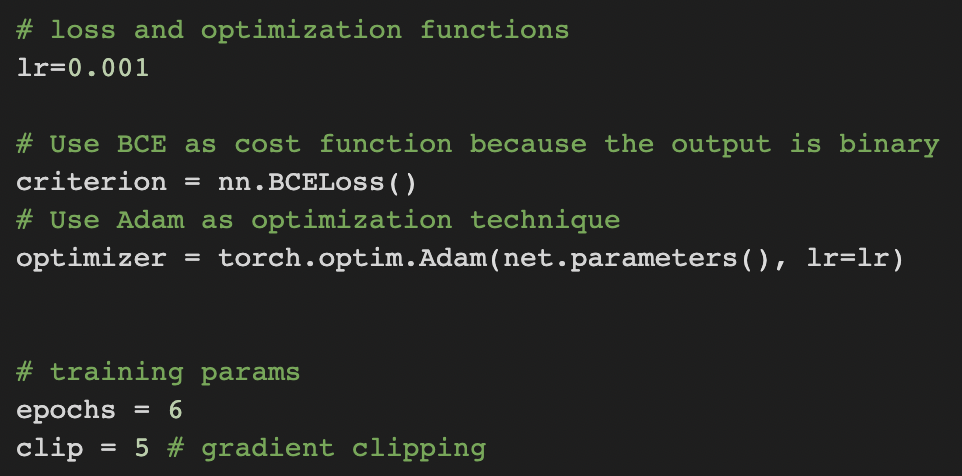 # loss and optimization functions
lr=0.001
# Use BCE as cost function because the output is binary
criterion = nn.BCELoss()
# Use Adam as optimization technique
optimizer = torch.optim.Adam(net.parameters(), lr=lr)
# training params
epochs = 6
clip = 5 # gradient clipping